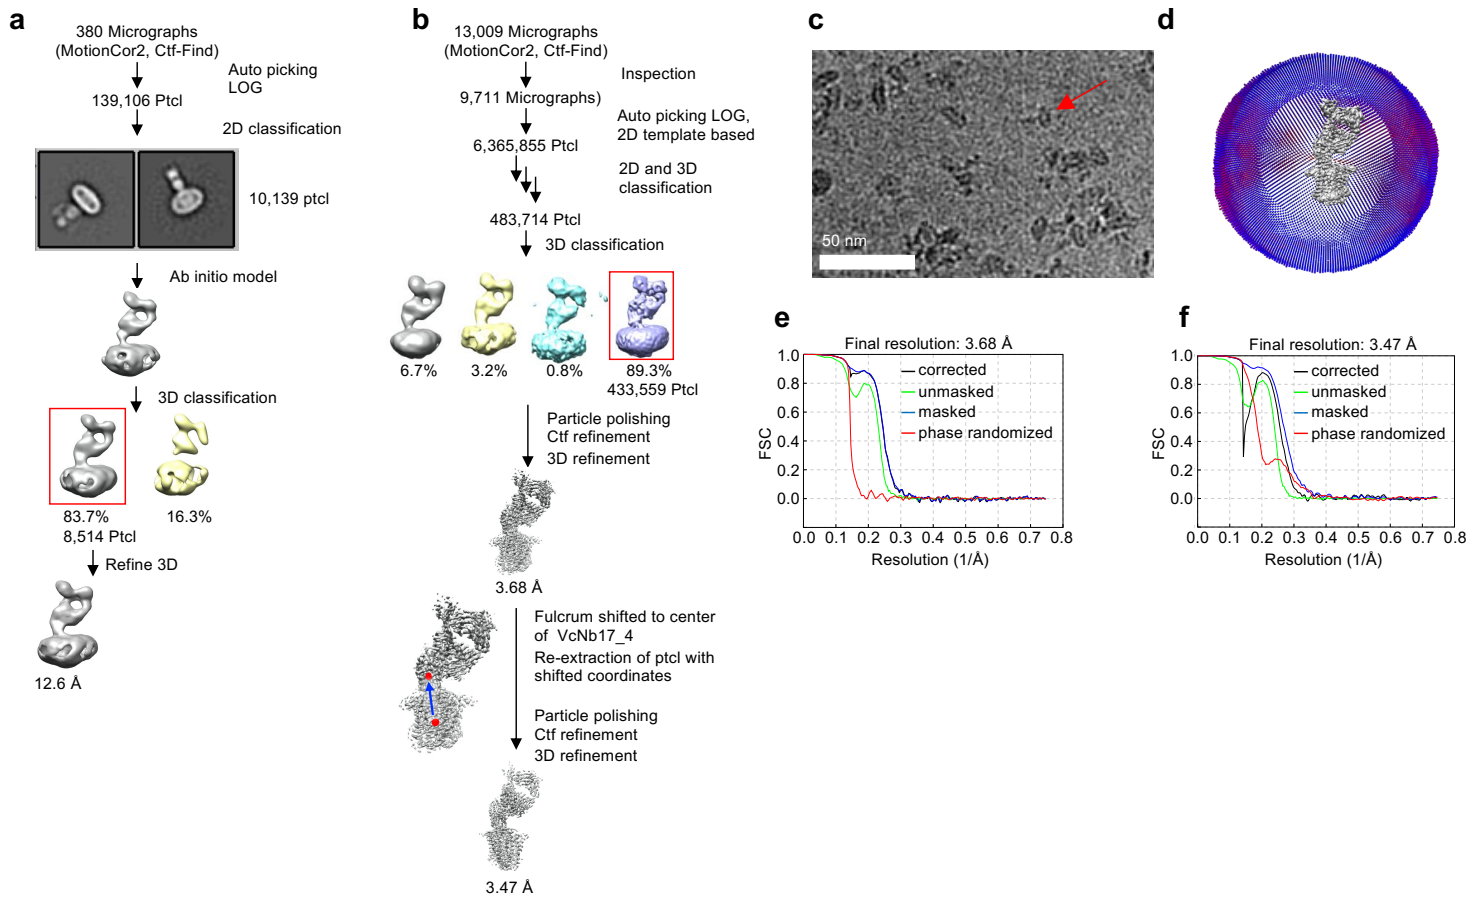 a
380 Micrographs
(MotionCor2, Ctf-Find)
Auto picking
LOG
139,106 Ptcl
2D classification
10,139 ptcl
Ab initio model
3D classification
83.7%
8,514 Ptcl
16.3%
Refine 3D
12.6 Å
b
13,009 Micrographs
(MotionCor2, Ctf-Find)
Inspection
9,711 Micrographs)
Auto picking LOG,
2D template based
6,365,855 Ptcl
2D and 3D
classification
483,714 Ptcl
3D classification
6.7%
3.2%
0.8%
89.3%
433,559 Ptcl
Particle polishing
Ctf refinement
3D refinement
3.68 Å
Fulcrum shifted to center
of VcNb17_4
Re-extraction of ptcl with
shifted coordinates
Particle polishing
Ctf refinement
3D refinement
3.47 Å
c
50 nm
d
e
Final resolution: 3.68 Å
corrected
unmasked
masked
phase randomized
FSC
1.0
0.8
0.6
0.4
0.2
0.0
0.0 0.1 0.2 0.3 0.4 0.5 0.6 0.7 0.8
Resolution (1/Å)
f
Final resolution: 3.47 Å
corrected
unmasked
masked
phase randomized
FSC
1.0
0.8
0.6
0.4
0.2
0.0
0.0 0.1 0.2 0.3 0.4 0.5 0.6 0.7 0.8
Resolution (1/Å)